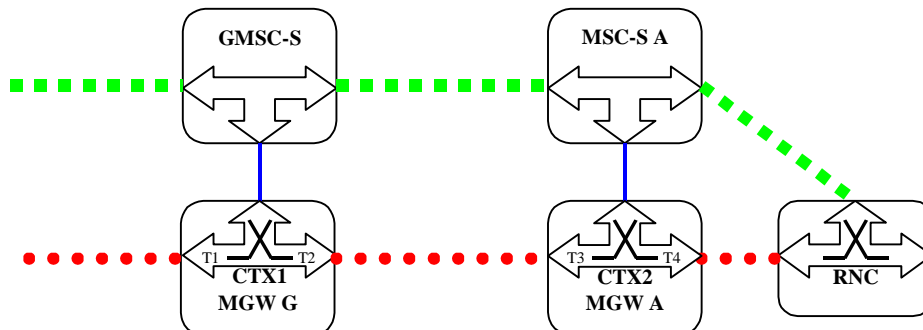 GMSC-S
MSC-S A
T1
T2
CTX1
MGW G
T3
T4
CTX2
MGW A
RNC